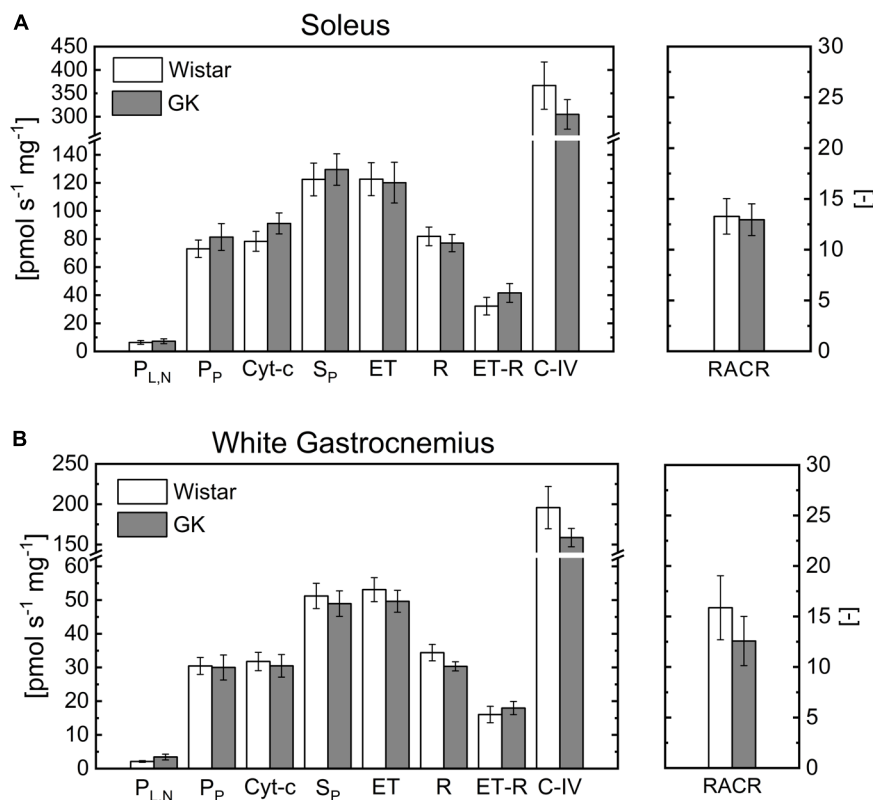 A
Soleus
450
400
350
300
140
120
100
80
60
40
20
0
[pmol s-1 mg-1]
Wistar
GK
PL,N PP Cyt-c SP ET R ET-R C-IV
30
25
20
15
10
5
0
[-]
RACR
B
White Gastrocnemius
250
200
150
60
50
40
30
20
10
0
[pmol s-1 mg-1]
Wistar
GK
PL,N PP Cyt-c SP ET R ET-R C-IV
30
25
20
15
10
5
0
[-]
RACR